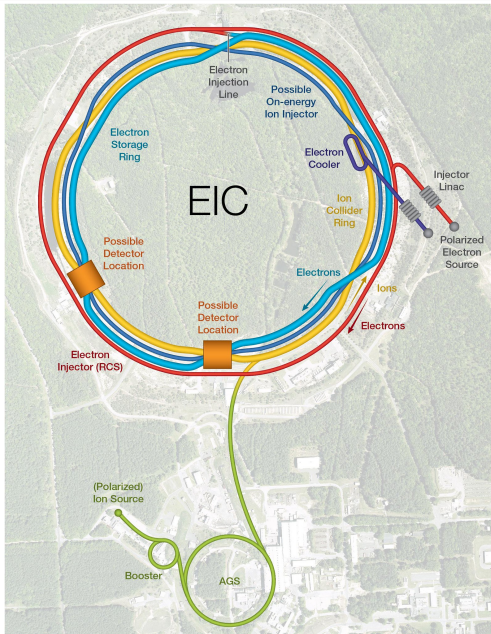 Electron
Injection
Line
Possible
On-energy
Ion Injector
Electron
Storage
Ring
Electron
Cooler
Injector
Linac
EIC
Ion
Collider
Ring
Polarized
Electron
Source
Possible
Detector
Location
Electrons
Ions
Possible
Detector
Location
Electrons
Electron
Injector (RCS)
(Polarized)
Ion Source
Booster
AGS